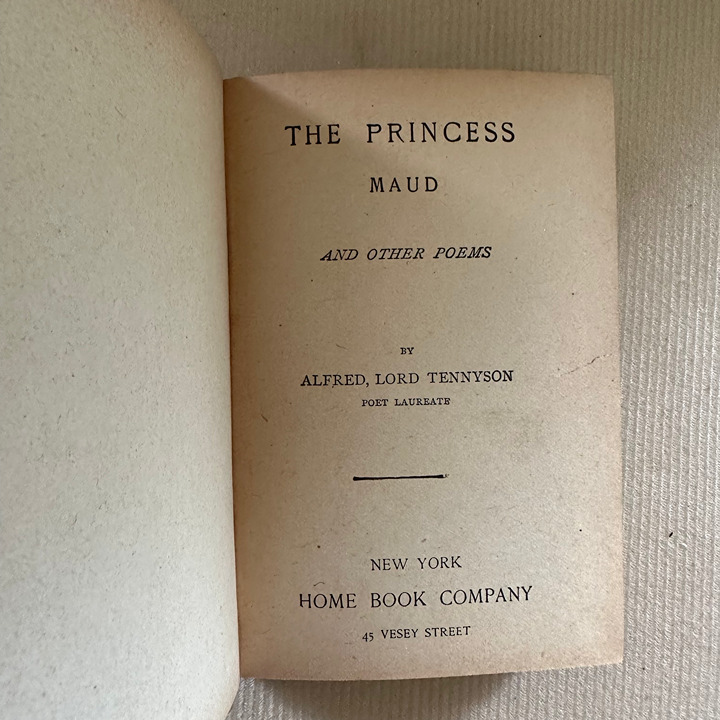 THE PRINCESS
MAUD
AND OTHER POEMS
BY
ALFRED, LORD TENNYSON
POET LAUREATE
NEW YORK
HOME BOOK COMPANY
45 VESEY STREET